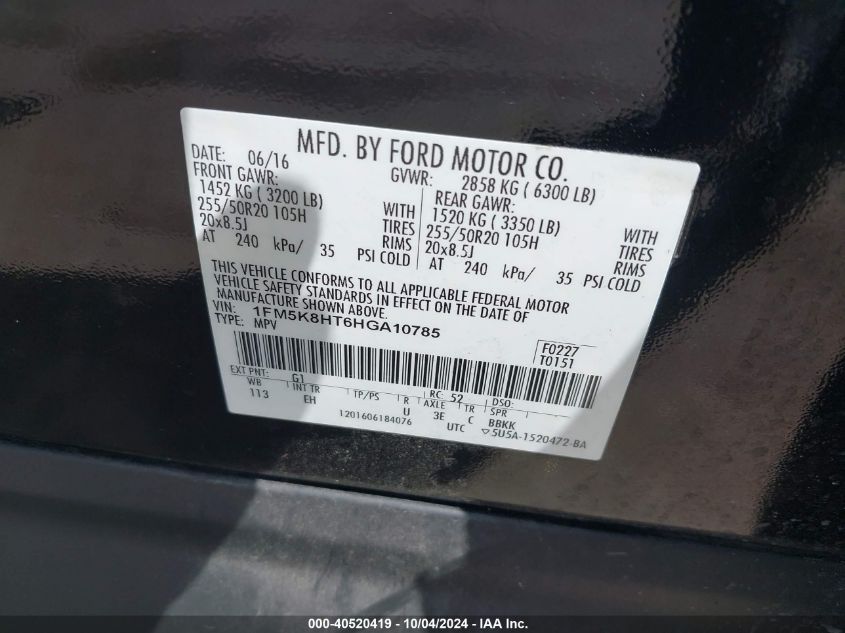 MFD. BY FORD MOTOR CO.
DATE: 06/16 GVWR: 2858 KG ( 6300 LB)
FRONT GAWR: REAR GAWR:
1452 KG ( 3200 LB) WITH 1520 KG ( 3350 LB) WITH
255/50R20 105H TIRES 255/50R20 105H TIRES
20x8.5J RIMS 20x8.5J RIMS
AT 240 kPa/ 35 PSI COLD AT 240 kPa/ 35 PSI COLD
THIS VEHICLE CONFORMS TO ALL APPLICABLE FEDERAL MOTOR
VEHICLE SAFETY STANDARDS IN EFFECT ON THE DATE OF
MANUFACTURE SHOWN ABOVE.
VIN: 1FM5K8HT6HGA10785
TYPE: MPV
F0227
T0151
EXT PNT: G1 RC: 52 DSO:
WB INT TR TP/PS R AXLE TR SPR
113 EH U 3E C BBKK
1201606184076 UTC ▽5U5A-1520472-BA
000-40520419 - 10/04/2024 - IAA Inc.